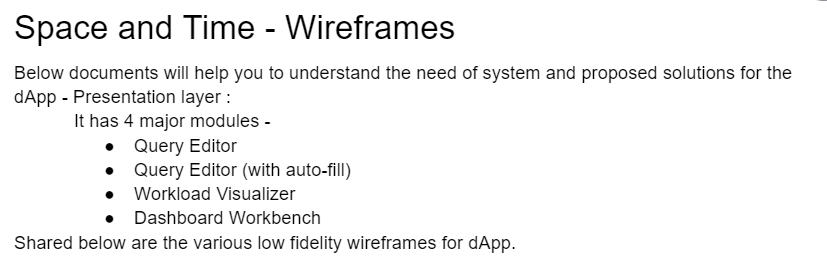 Space and Time - Wireframes
Below documents will help you to understand the need of system and proposed solutions for the
dApp - Presentation layer :
It has 4 major modules -
● Query Editor
● Query Editor (with auto-fill)
● Workload Visualizer
● Dashboard Workbench
Shared below are the various low fidelity wireframes for dApp.